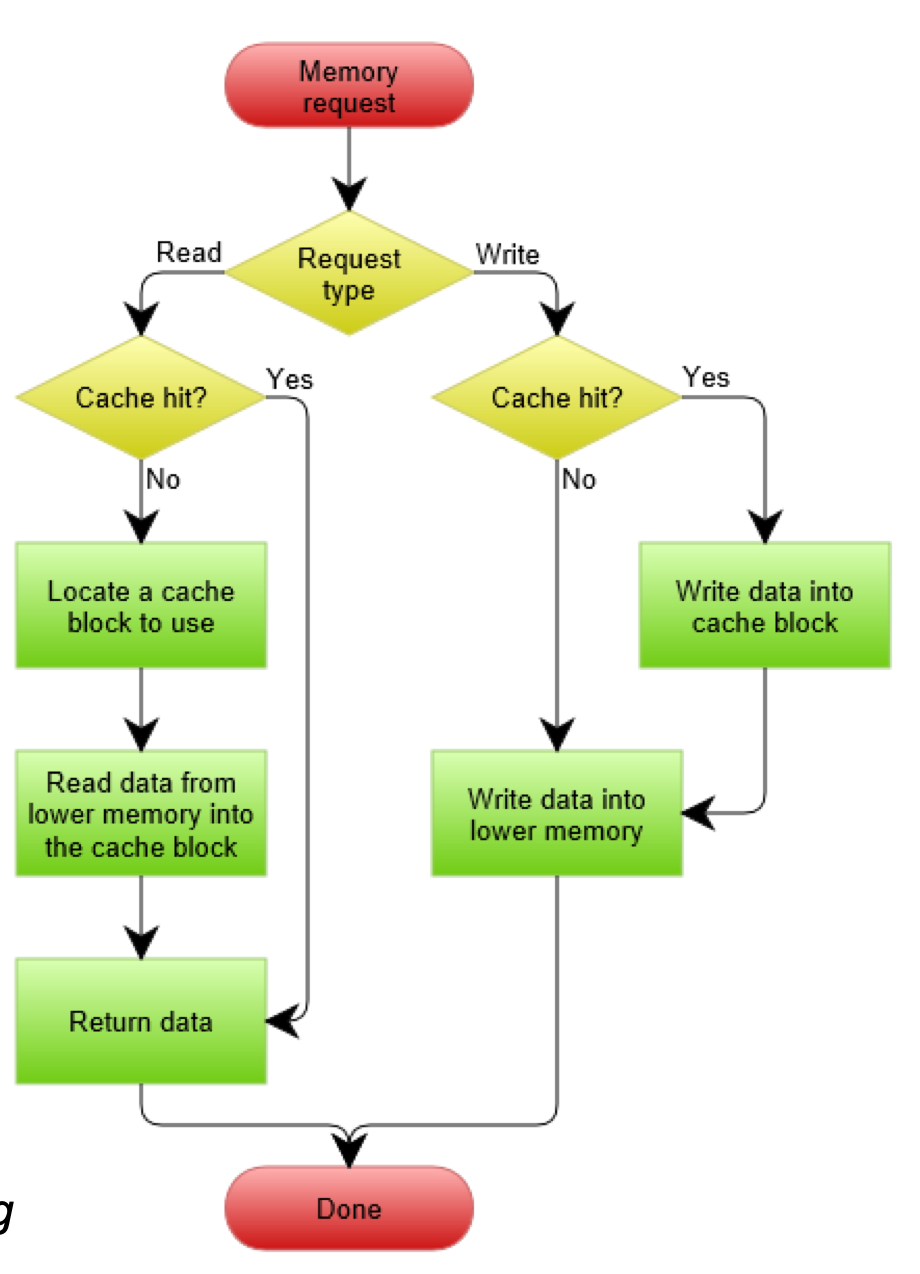 Memory
request
Request
type
Read
Write
Cache hit?
Yes
No
Cache hit?
Yes
No
Locate a cache
block to use
Write data into
cache block
Read data from
lower memory into
the cache block
Write data into
lower memory
Return data
Done
g